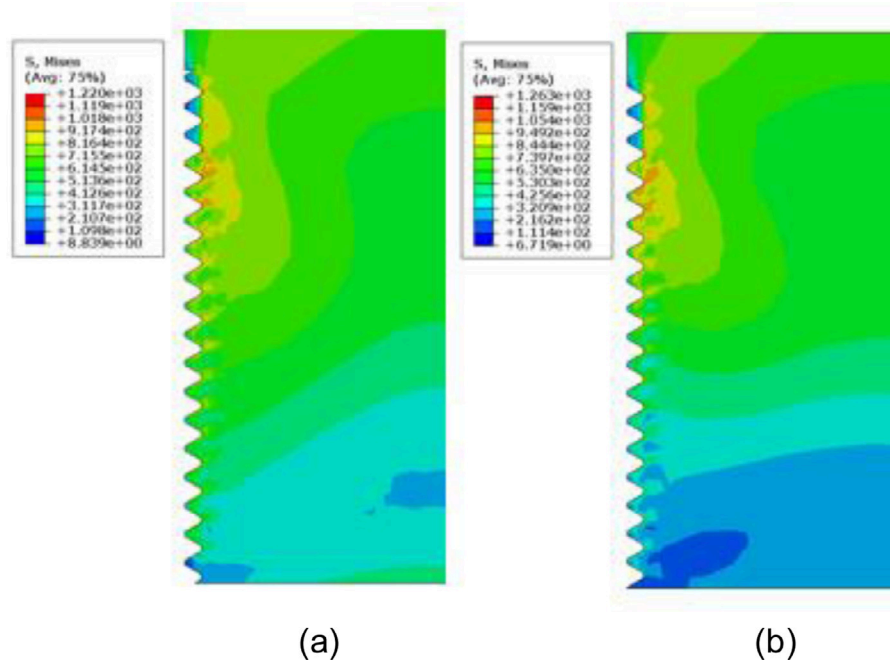 S, Mises
(Avg: 75%)
+1.220e+03
+1.119e+03
+1.018e+03
+9.174e+02
+8.164e+02
+7.155e+02
+6.145e+02
+5.136e+02
+4.126e+02
+3.117e+02
+2.107e+02
+1.098e+02
+8.839e+00
S, Mises
(Avg: 75%)
+1.263e+03
+1.159e+03
+1.054e+03
+9.492e+02
+8.444e+02
+7.397e+02
+6.350e+02
+5.303e+02
+4.256e+02
+3.209e+02
+2.162e+02
+1.114e+02
+6.719e+00
(a)
(b)